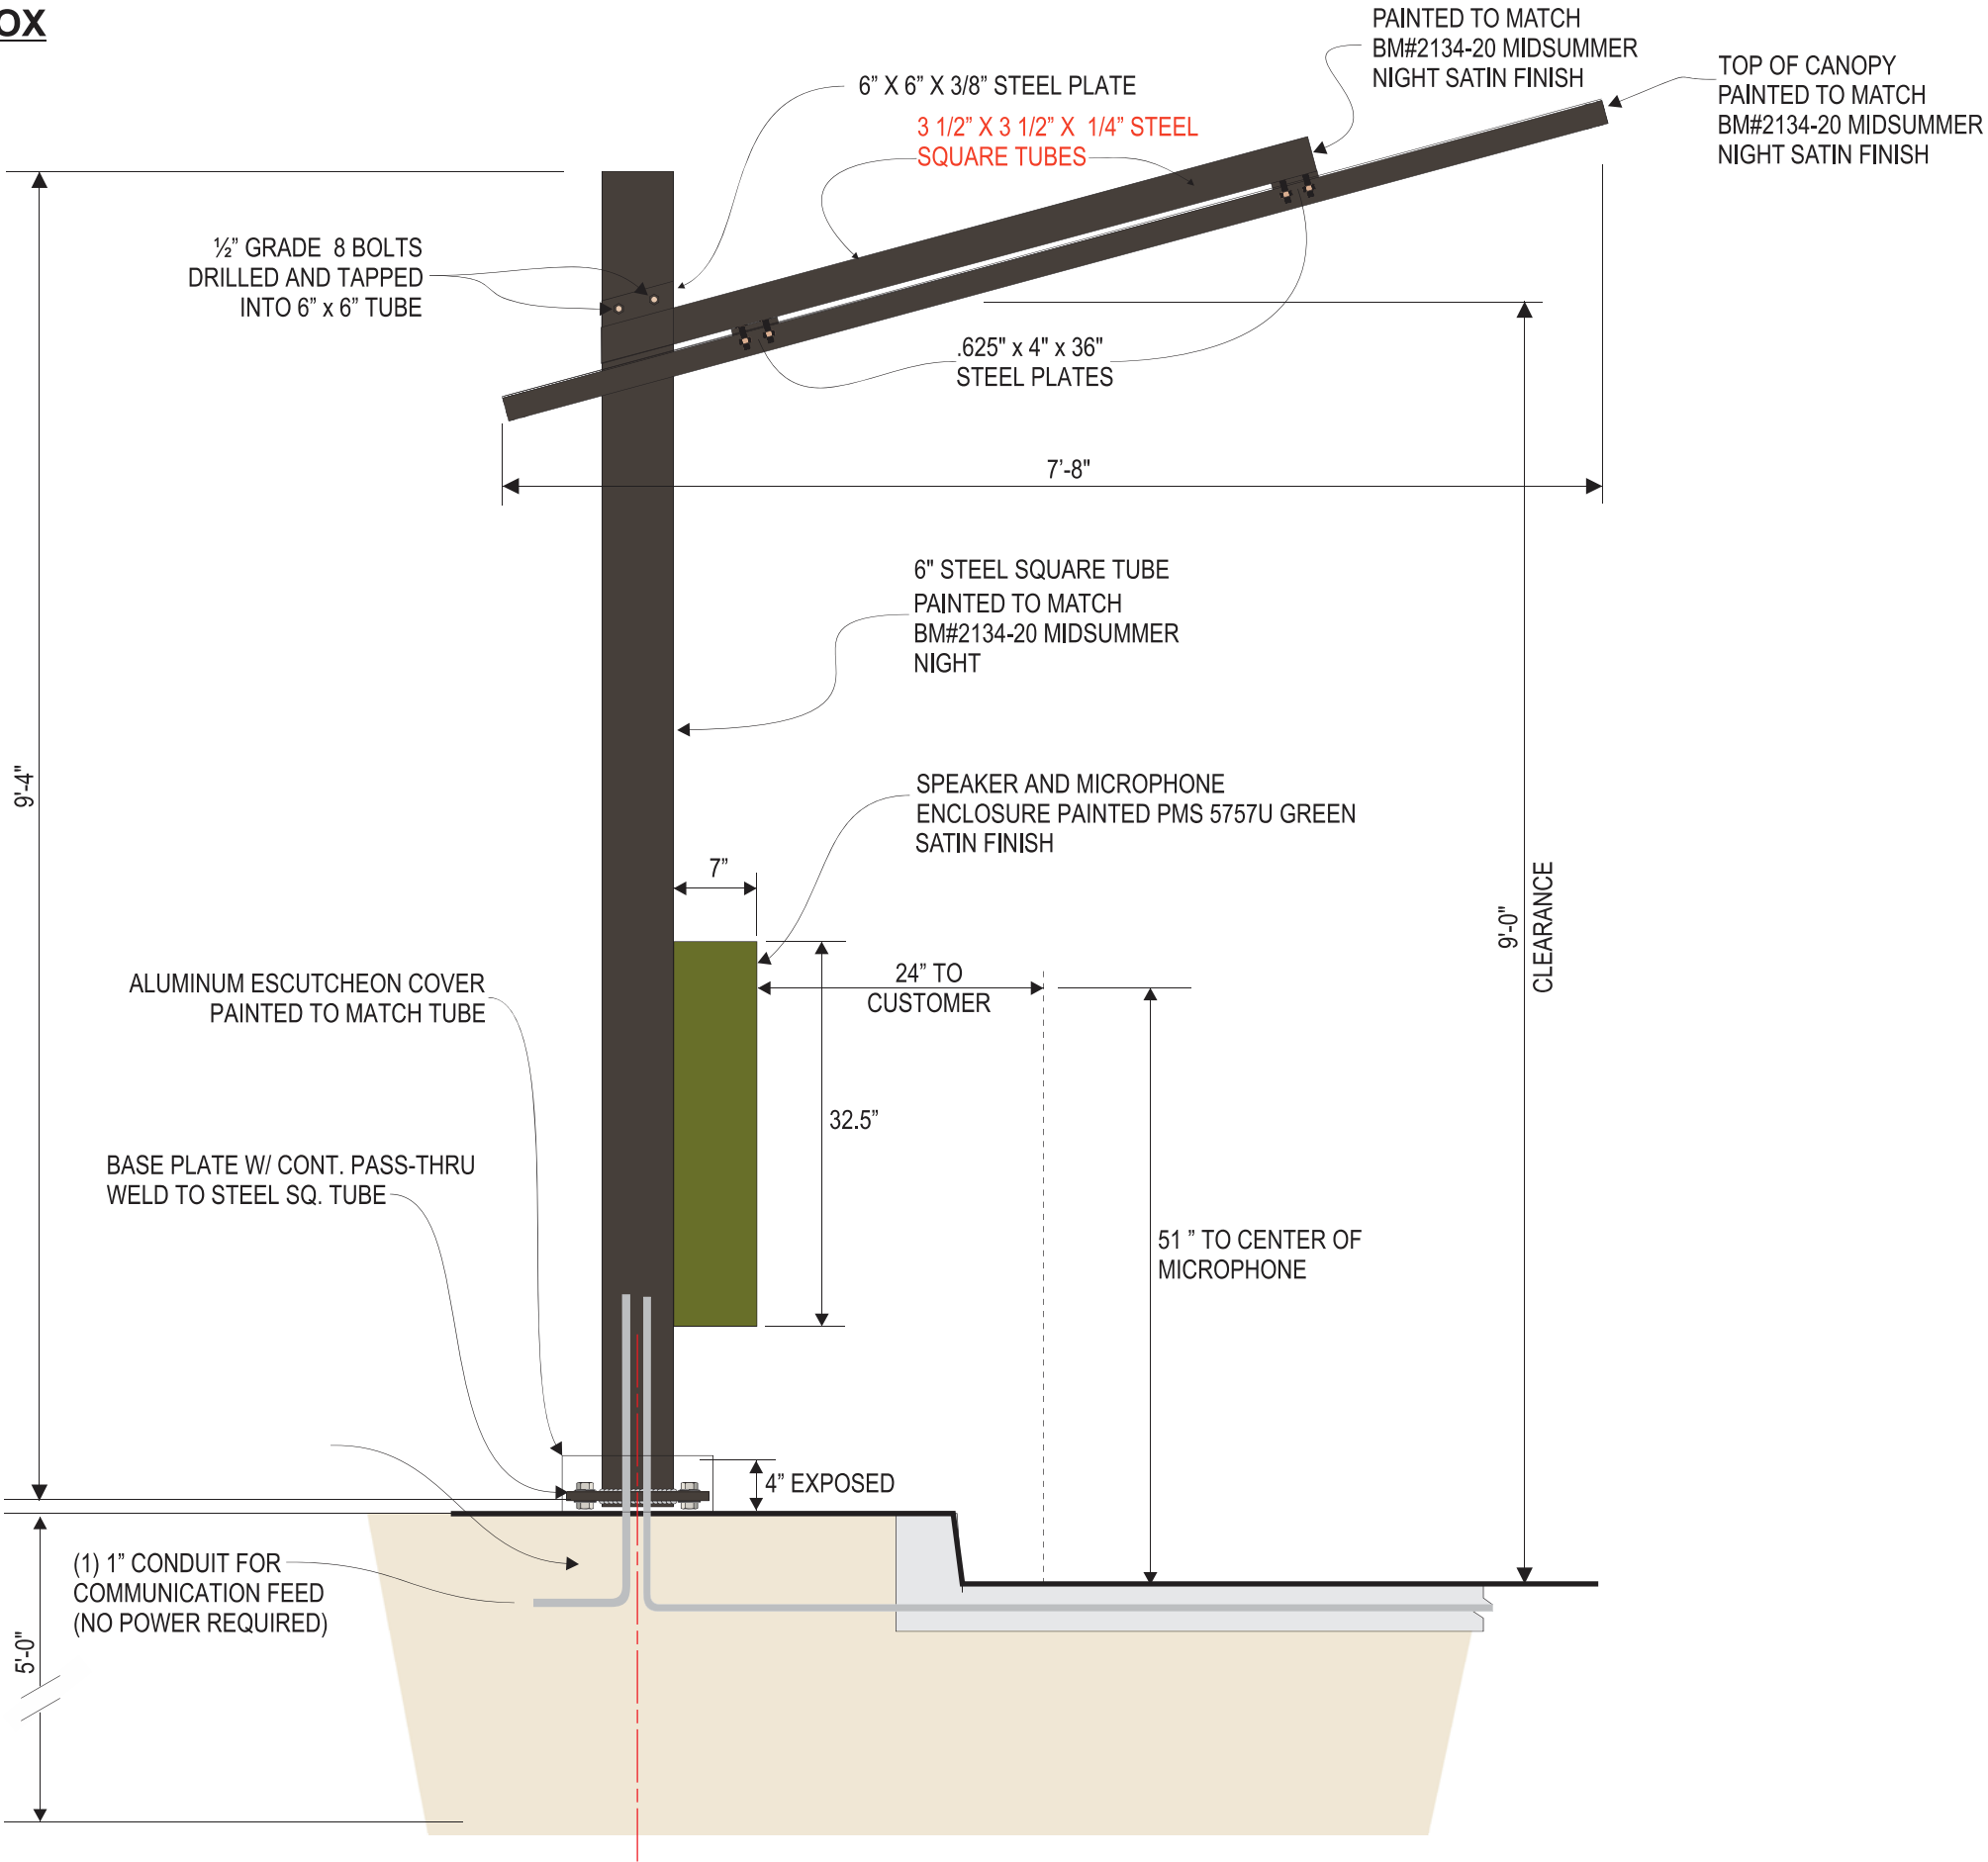 OX
PAINTED TO MATCH
BM#2134-20 MIDSUMMER
NIGHT SATIN FINISH
TOP OF CANOPY
PAINTED TO MATCH
BM#2134-20 MIDSUMMER
NIGHT SATIN FINISH
6” X 6” X 3/8” STEEL PLATE
3 1/2” X 3 1/2” X 1/4” STEEL
SQUARE TUBES
½” GRADE 8 BOLTS
DRILLED AND TAPPED
INTO 6” x 6” TUBE
.625" x 4" x 36"
STEEL PLATES
7’-8"
6" STEEL SQUARE TUBE
PAINTED TO MATCH
BM#2134-20 MIDSUMMER
NIGHT
9'-4"
SPEAKER AND MICROPHONE
ENCLOSURE PAINTED PMS 5757U GREEN
SATIN FINISH
7”
9'-0"
CLEARANCE
24” TO
CUSTOMER
ALUMINUM ESCUTCHEON COVER
PAINTED TO MATCH TUBE
32.5”
BASE PLATE W/ CONT. PASS-THRU
WELD TO STEEL SQ. TUBE
51 ” TO CENTER OF
MICROPHONE
4” EXPOSED
(1) 1” CONDUIT FOR
COMMUNICATION FEED
(NO POWER REQUIRED)
5'-0"